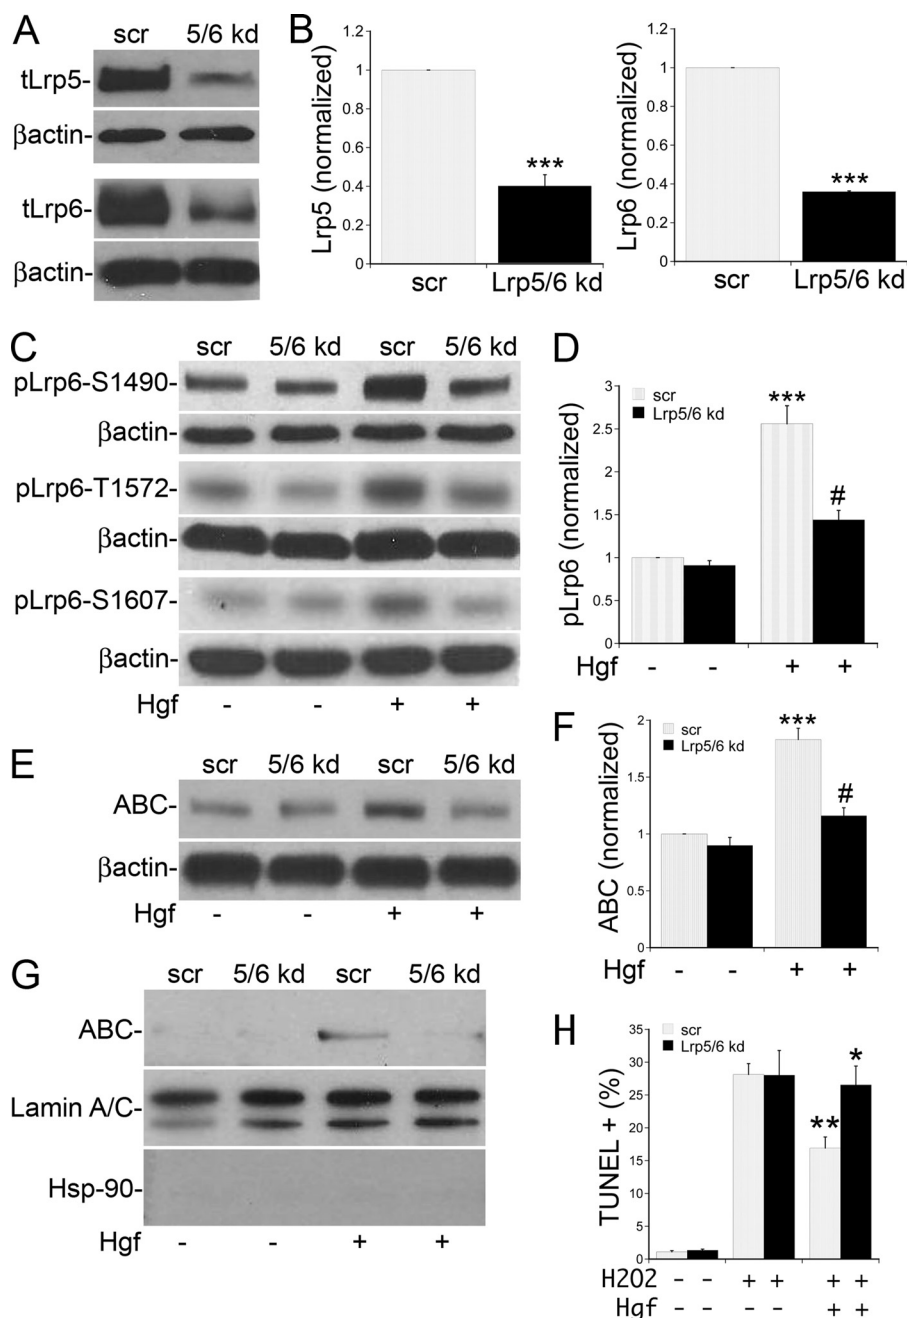 A
scr 5/6 kd
tLrp5-
βactin-
tLrp6-
βactin-
B
Lrp5 (normalized)
1.2
1
0.8
0.6
0.4
0.2
0
***
scr Lrp5/6 kd
Lrp6 (normalized)
1.2
1
0.8
0.6
0.4
0.2
0
***
scr Lrp5/6 kd
C
scr 5/6 kd scr 5/6 kd
pLrp6-S1490-
βactin-
pLrp6-T1572-
βactin-
pLrp6-S1607-
βactin-
Hgf - - + +
D
pLrp6 (normalized)
3
2.5
2
1.5
1
0.5
0
scr
Lrp5/6 kd
***
#
Hgf - - + +
E
scr 5/6 kd scr 5/6 kd
ABC-
βactin-
Hgf - - + +
F
ABC (normalized)
2
1.5
1
0.5
0
scr
Lrp5/6 kd
***
#
Hgf - - + +
G
scr 5/6 kd scr 5/6 kd
ABC-
Lamin A/C-
Hsp-90-
Hgf - - + +
H
TUNEL + (%)
35
30
25
20
15
10
5
0
scr
Lrp5/6 kd
**
*
H2O2 - - + + + +
Hgf - - - - + +